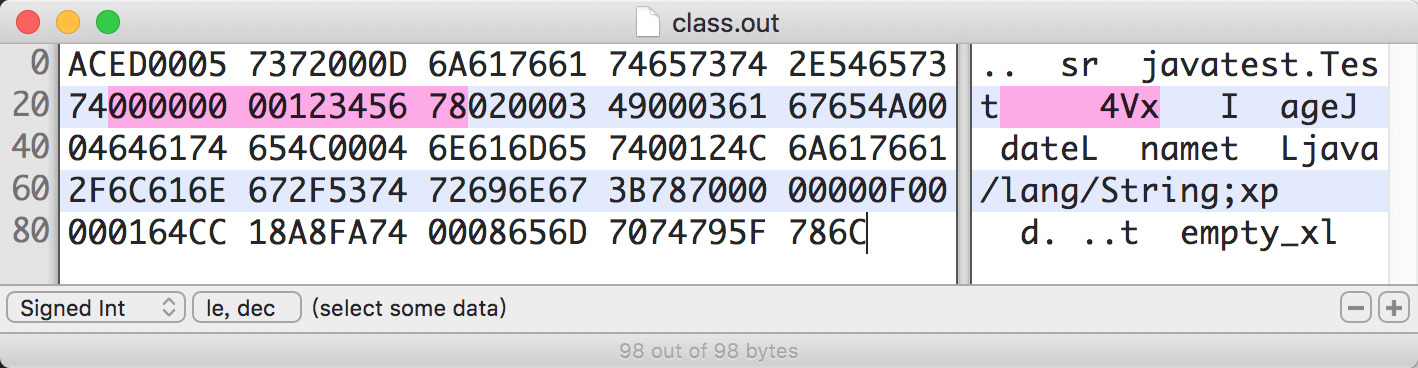 class.out
0 ACED0005 7372000D 6A617661 74657374 2E546573 .. sr javatest.Tes
20 74000000 00123456 78020003 49000361 67654A00 t 4Vx I ageJ
40 04646174 654C0004 6E616D65 7400124C 6A617661 dateL namet Ljava
60 2F6C616E 672F5374 72696E67 3B787000 00000F00 /lang/String;xp
80 000164CC 18A8FA74 0008656D 7074795F 786C d. ..t empty_xl
Signed Int le, dec (select some data)
98 out of 98 bytes